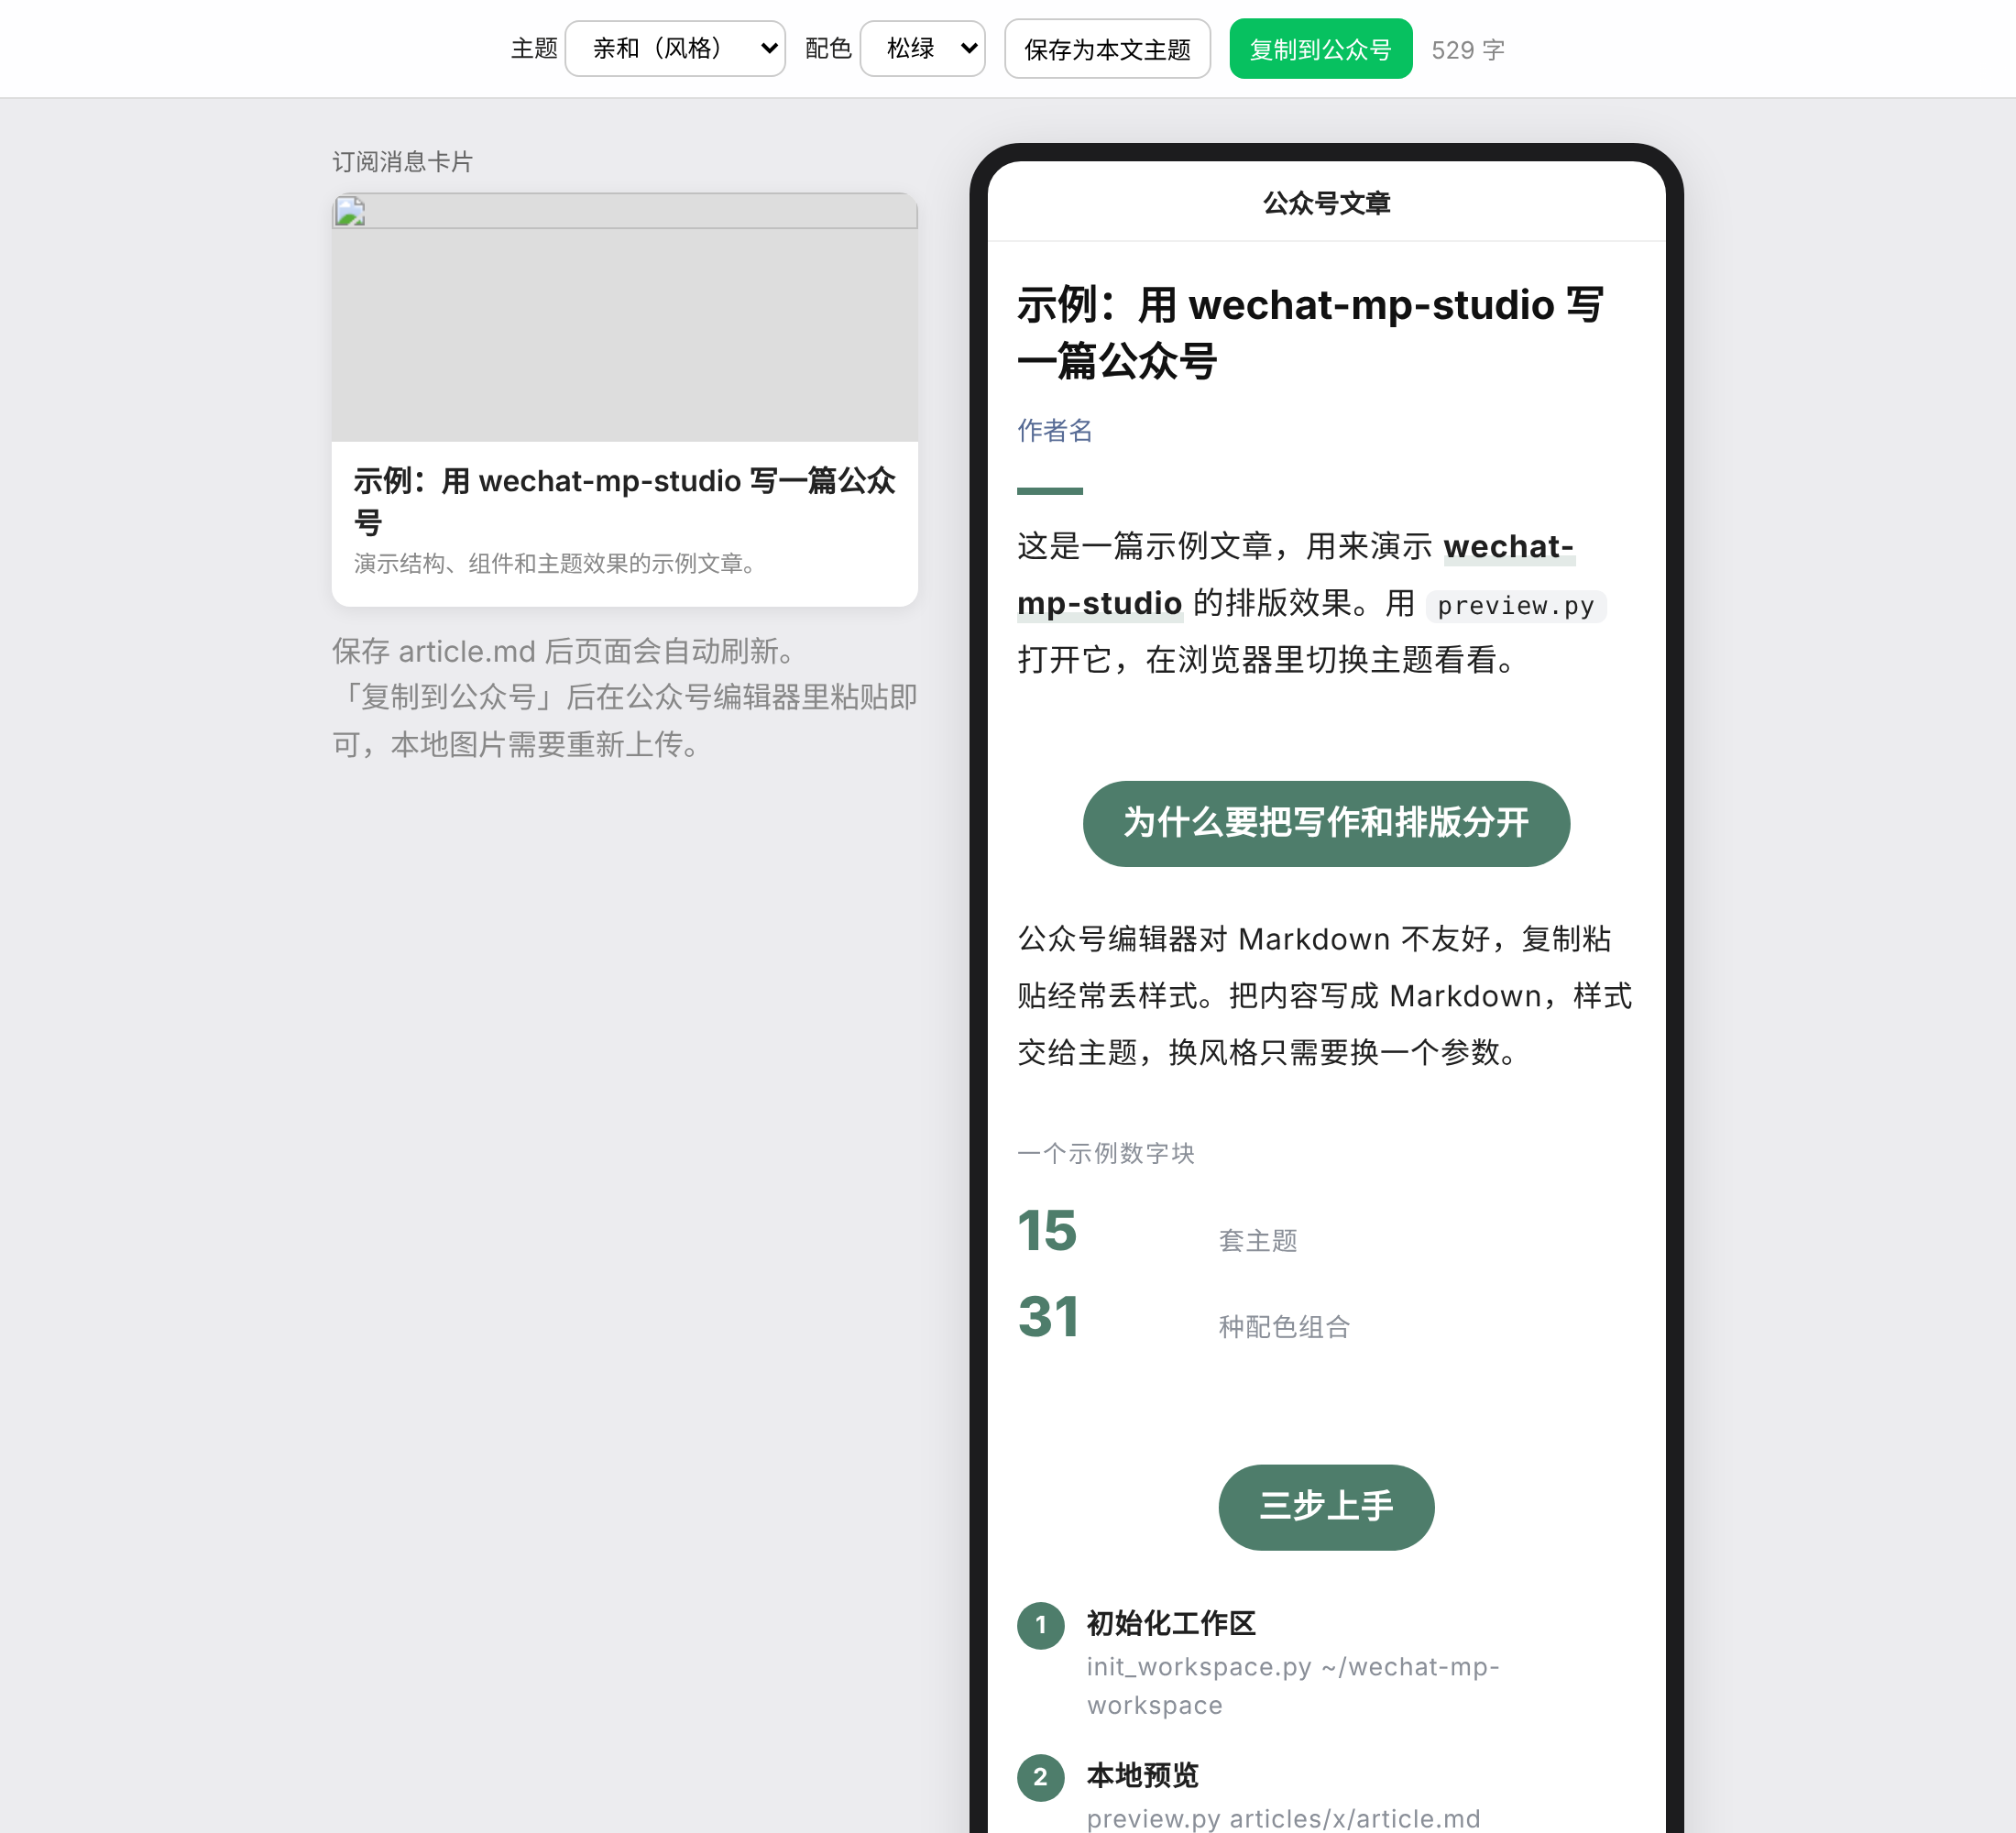 主题 亲和（风格） 配色 松绿 保存为本文主题 复制到公众号 529 字
订阅消息卡片
示例：用 wechat-mp-studio 写一篇公众
号
演示结构、组件和主题效果的示例文章。
保存 article.md 后页面会自动刷新。
「复制到公众号」后在公众号编辑器里粘贴即
可，本地图片需要重新上传。
公众号文章
示例：用 wechat-mp-studio 写
一篇公众号
作者名
这是一篇示例文章，用来演示 wechat-
mp-studio 的排版效果。用 preview.py
打开它，在浏览器里切换主题看看。
为什么要把写作和排版分开
公众号编辑器对 Markdown 不友好，复制粘
贴经常丢样式。把内容写成 Markdown，样式
交给主题，换风格只需要换一个参数。
一个示例数字块
15 套主题
31 种配色组合
三步上手
1 初始化工作区
init_workspace.py ~/wechat-mp-
workspace
2 本地预览
preview.py articles/x/article.md